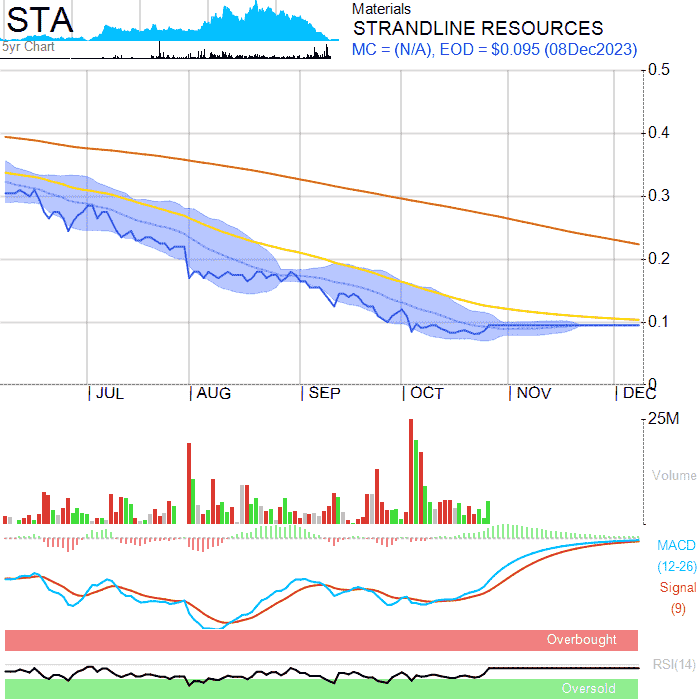 STA
5yr Chart
Materials
STRANDLINE RESOURCES
MC = (N/A), EOD = $0.095 (08Dec2023)
0.5
0.4
0.3
0.2
0.1
0
JUL AUG SEP OCT NOV DEC
25M
Volume
MACD
(12-26)
Signal
(9)
Overbought
RSI(14)
Oversold